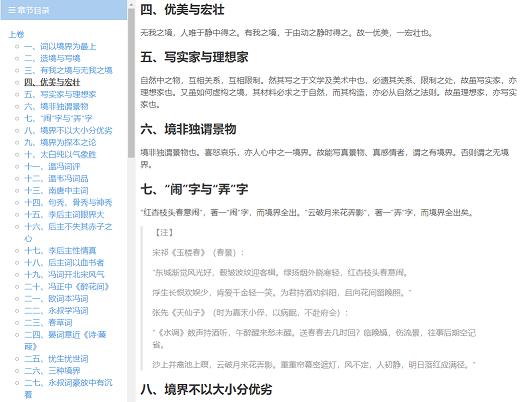 章节目录
上卷
一、词以境界为最上
二、造境与写境
三、有我之境与无我之境
四、优美与宏壮
五、写实家与理想家
六、境非独谓景物
七、“闹”字与“弄”字
八、境界不以大小分优劣
九、境界为探本之论
十、太白纯以气象胜
十一、温冯词评
十二、温韦冯词品
十三、南唐中主词
十四、句秀、骨秀与神秀
十五、李后主词眼界大
十六、后主不失其赤子之
心
十七、李后主性情真
十八、后主词以血书者
十九、冯词开北宋风气
二十、冯正中《醉花间》
二一、欧词本冯词
二二、永叔学冯词
二三、春草词
二四、晏词意近《诗·蒹
葭》
二五、忧生忧世词
二六、三种境界
二七、永叔词豪放中有沉
着
四、优美与宏壮
无我之境，人唯于静中得之。有我之境，于由动之静时得之。故一优美，一宏壮也。
五、写实家与理想家
自然中之物，互相关系，互相限制。然其写之于文学及美术中也，必遗其关系、限制之处，故虽写实家，亦
理想家也。又虽如何虚构之境，其材料必求之于自然，而其构造，亦必从自然之法则。故虽理想家，亦写实
家也。
六、境非独谓景物
境非独谓景物也。喜怒哀乐，亦人心中之一境界。故能写真景物、真感情者，谓之有境界。否则谓之无境
界。
七、“闹”字与“弄”字
“红杏枝头春意闹”，著一“闹”字，而境界全出。“云破月来花弄影”，著一“弄”字，而境界全出矣。
【注】
宋祁《玉楼春》（春景）：
“东城渐觉风光好，縠皱波纹迎客棹。绿杨烟外晓寒轻，红杏枝头春意闹。
浮生长恨欢娱少，肯爱千金轻一笑。为君持酒劝斜阳，且向花间留晚照。”
张先《天仙子》（时为嘉禾小倅，以病眠，不赴府会）：
“《水调》数声持酒听，午醉醒来愁未醒。送春春去几时回？临晚镜，伤流景，往事后期空记
省。
沙上并禽池上暝，云破月来花弄影。重重帘幕密遮灯，风不定，人初静，明日落红应满径。”
八、境界不以大小分优劣